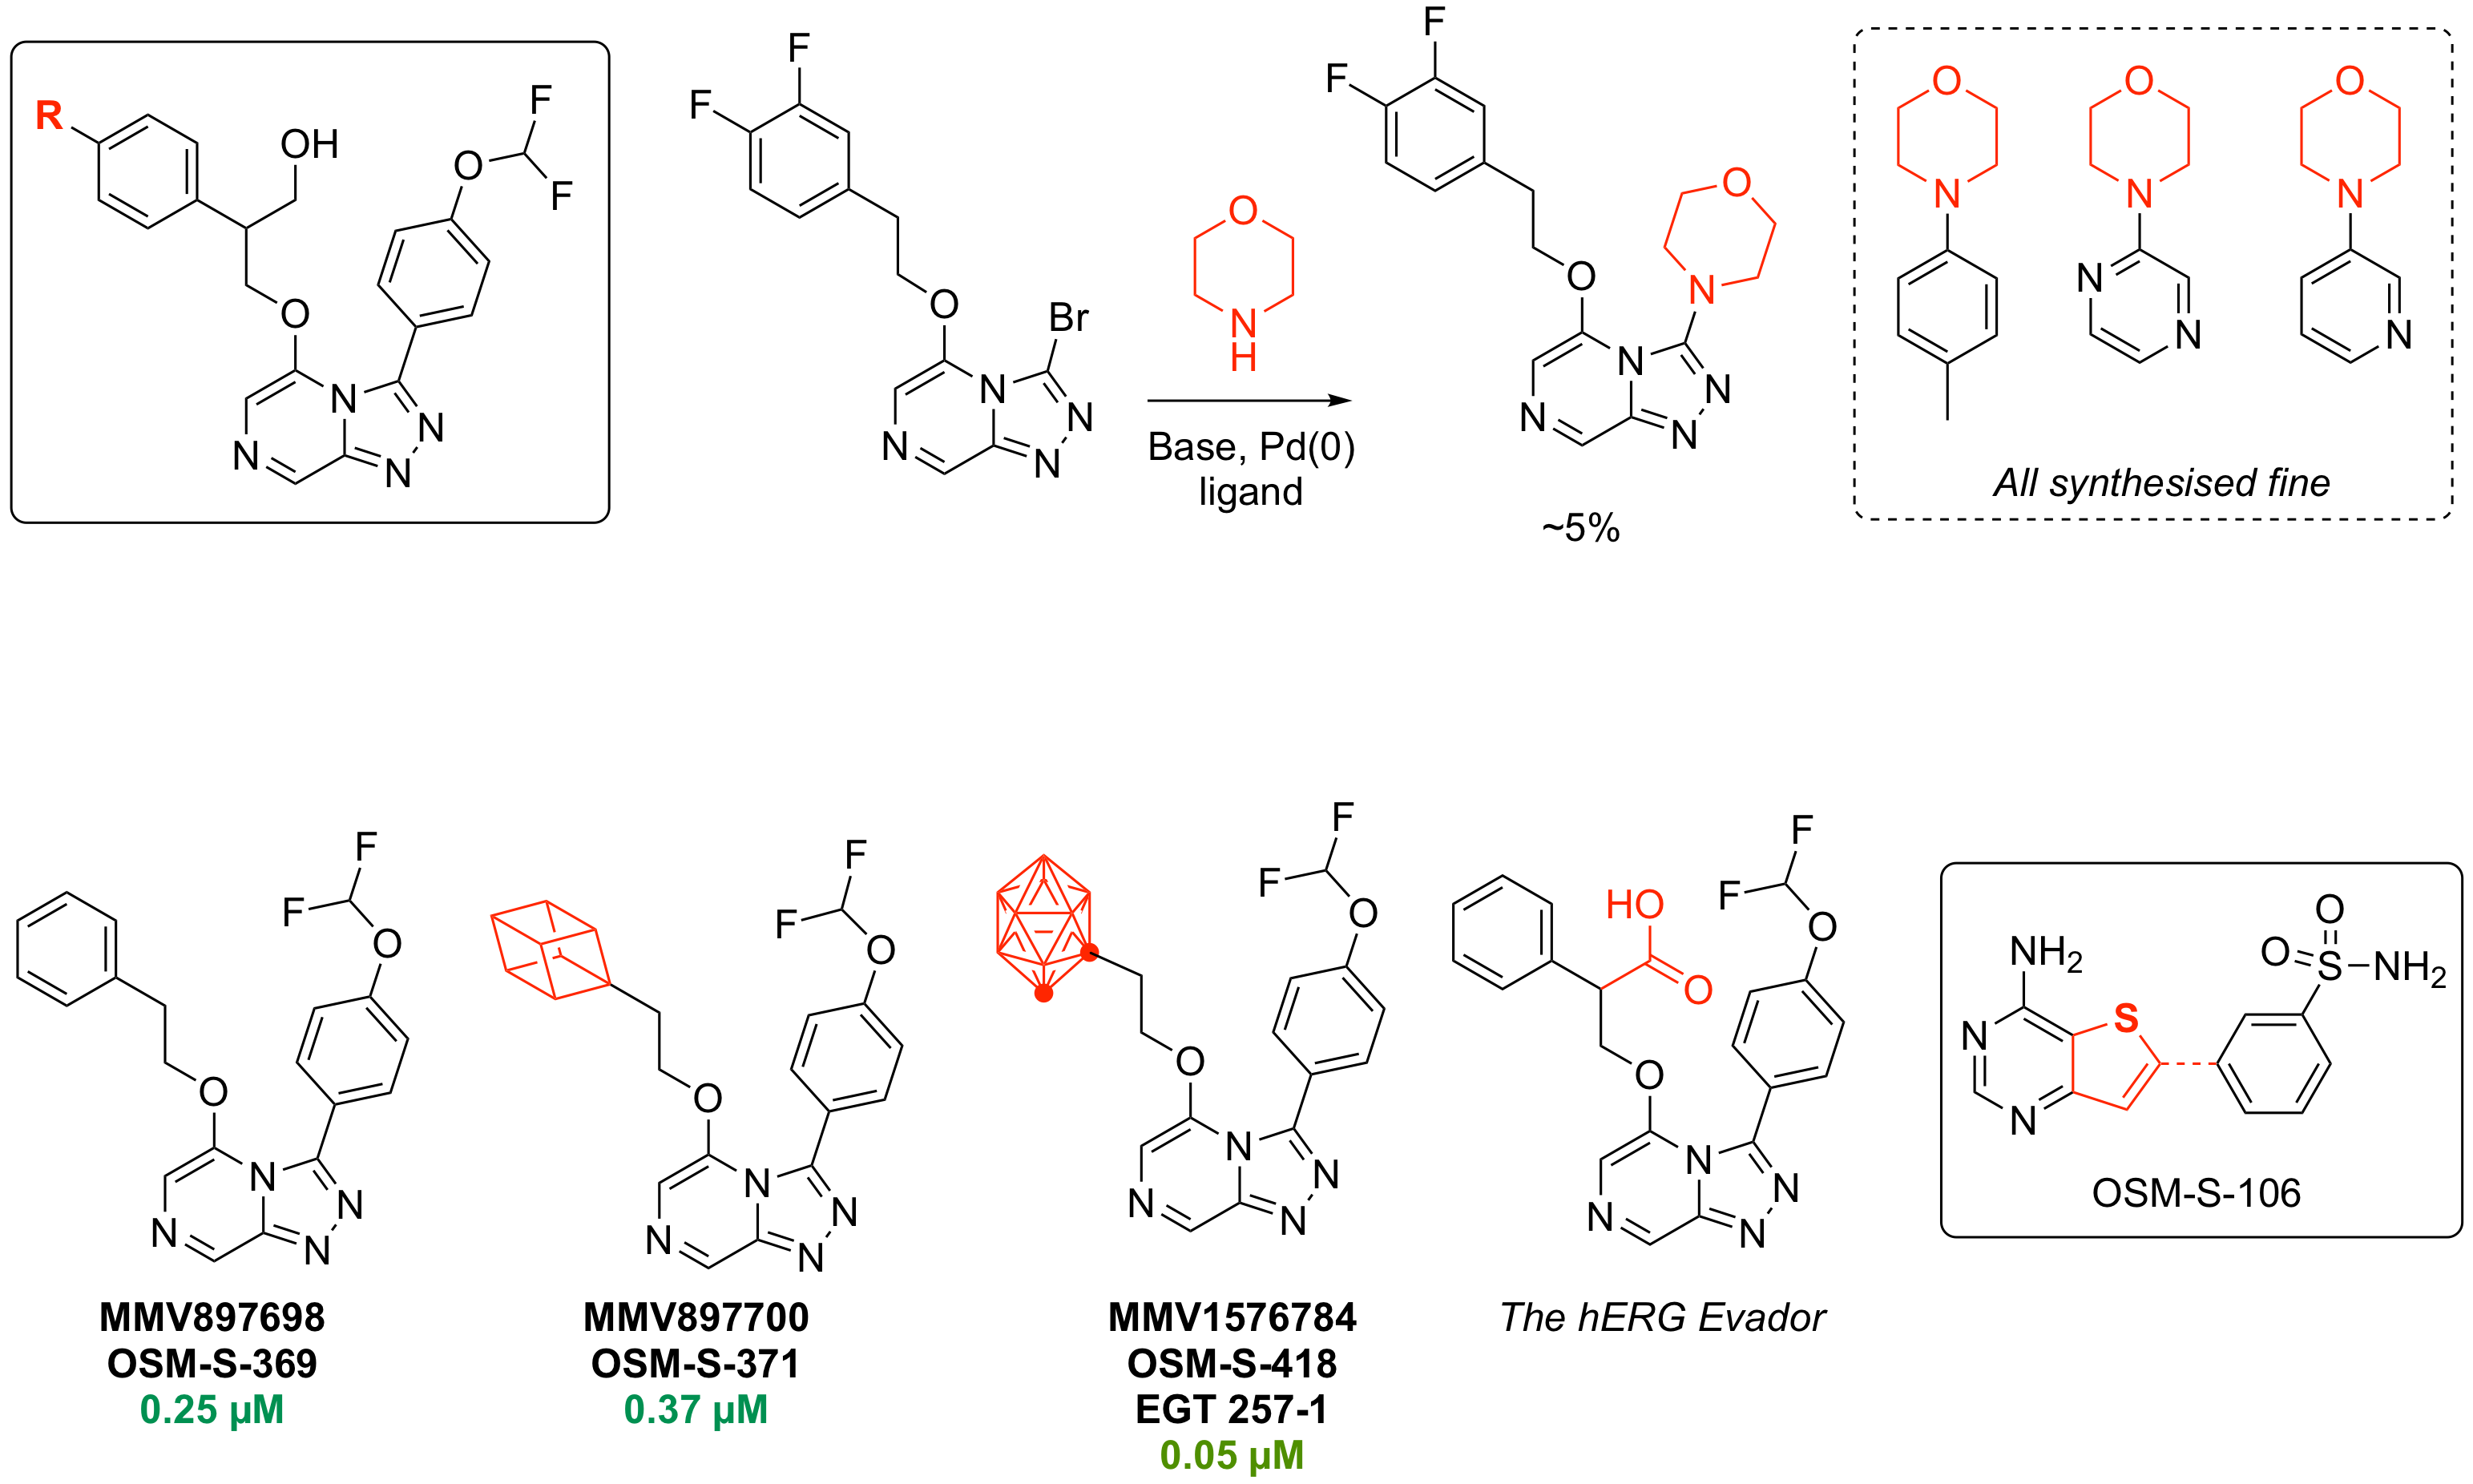 R
OH
O
F
F
O
N
N
N
N
F
F
O
Br
N
N
N
N
O
N
H
Base, Pd(0)
ligand
F
F
O
O
N
N
N
N
N
~5%
O
N
O
N
N
N
O
N
N
All synthesised fine
F
F
O
O
N
N
N
N
MMV897698
OSM-S-369
0.25 µM
F
F
O
O
N
N
N
N
MMV897700
OSM-S-371
0.37 µM
F
F
O
O
N
N
N
N
MMV1576784
OSM-S-418
EGT 257-1
0.05 µM
F
F
O
HO
O
O
N
N
N
N
The hERG Evador
NH2
N
N
S
O
O
S
NH2
OSM-S-106